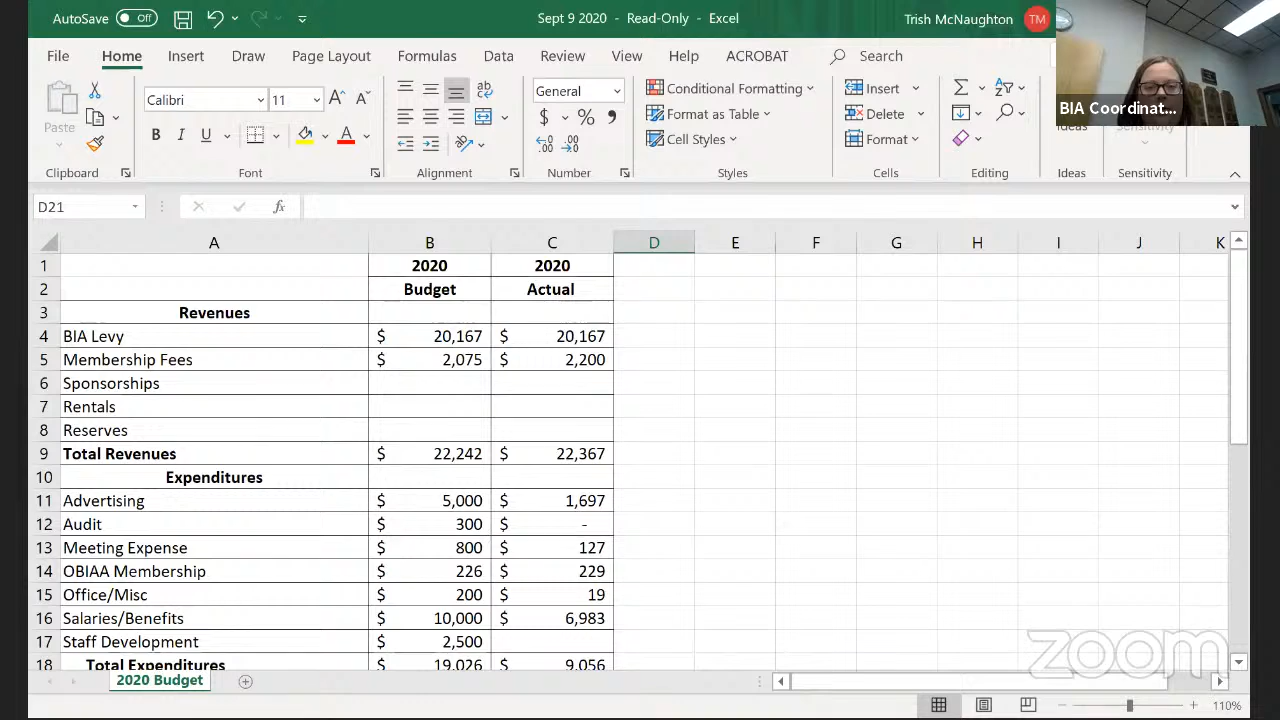 AutoSave Off Sept 9 2020 - Read-Only - Excel Trish McNaughton TM
File Home Insert Draw Page Layout Formulas Data Review View Help ACROBAT Search
BIA Coordinat...
Paste
Calibri 11 A A
B I U A
ab
General
$ % ,
Conditional Formatting
Format as Table
Cell Styles
Insert
Delete
Format
Ideas
Clipboard Font Alignment Number Styles Cells Editing Ideas Sensitivity
D21 fx
A B C D E F G H I J K
1 2020 2020
2 Budget Actual
3 Revenues
4 BIA Levy $ 20,167 $ 20,167
5 Membership Fees $ 2,075 $ 2,200
6 Sponsorships
7 Rentals
8 Reserves
9 Total Revenues $ 22,242 $ 22,367
10 Expenditures
11 Advertising $ 5,000 $ 1,697
12 Audit $ 300 $ -
13 Meeting Expense $ 800 $ 127
14 OBIAA Membership $ 226 $ 229
15 Office/Misc $ 200 $ 19
16 Salaries/Benefits $ 10,000 $ 6,983
17 Staff Development $ 2,500
18 Total Expenditures $ 19,026 $ 9,056
zoom
2020 Budget
110%